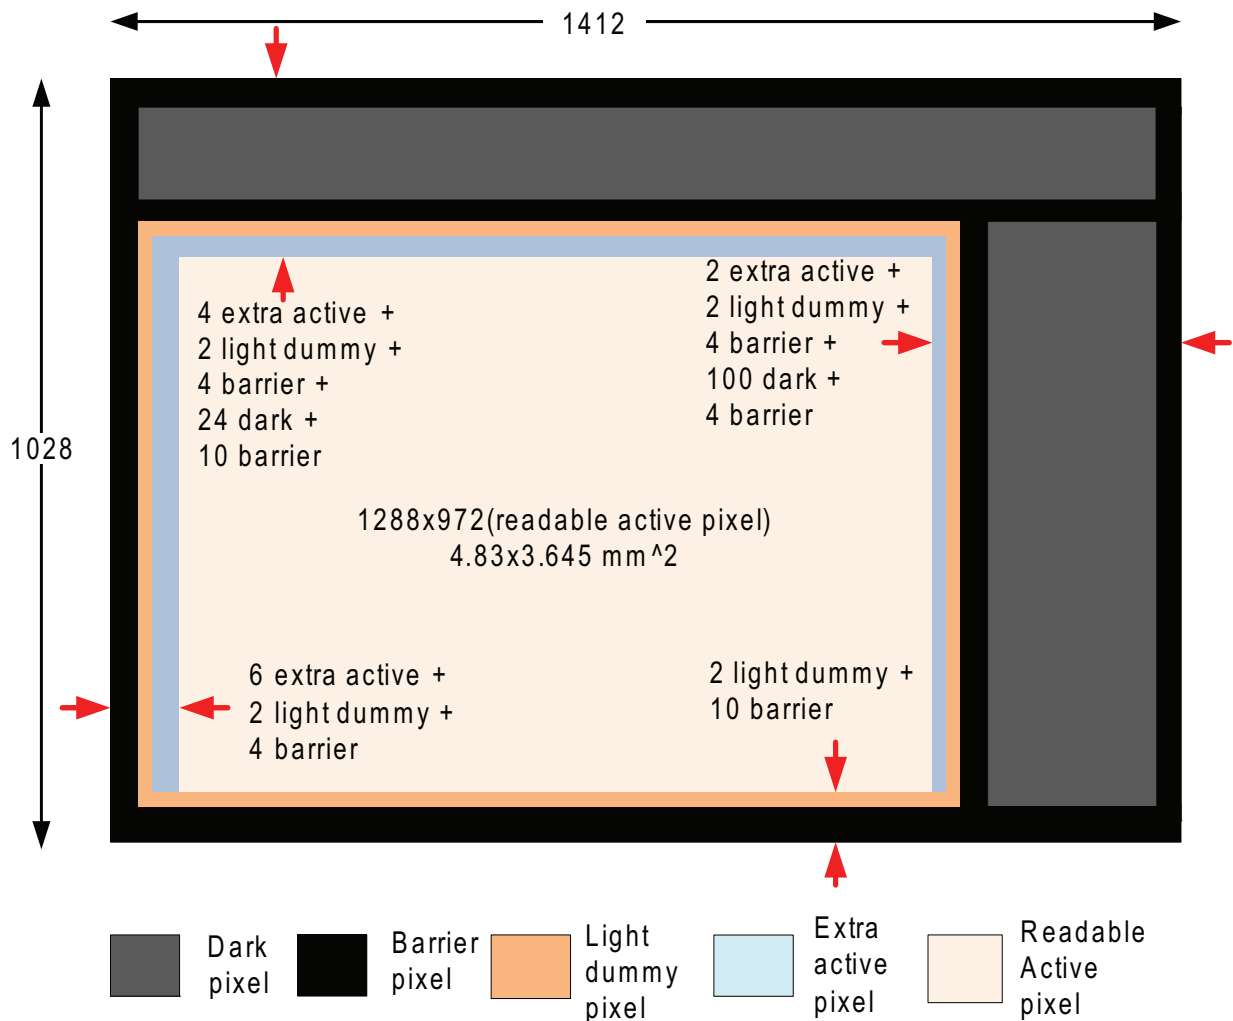 1412
4 extra active +
2 light dummy +
4 barrier +
24 dark +
10 barrier
2 extra active +
2 light dummy +
4 barrier +
100 dark +
4 barrier
1028
1288x972(readable active pixel)
4.83x3.645 mm^2
6 extra active +
2 light dummy +
4 barrier
2 light dummy +
10 barrier
Dark
pixel
Barrier
pixel
Light
dummy
pixel
Extra
active
pixel
Readable
Active
pixel